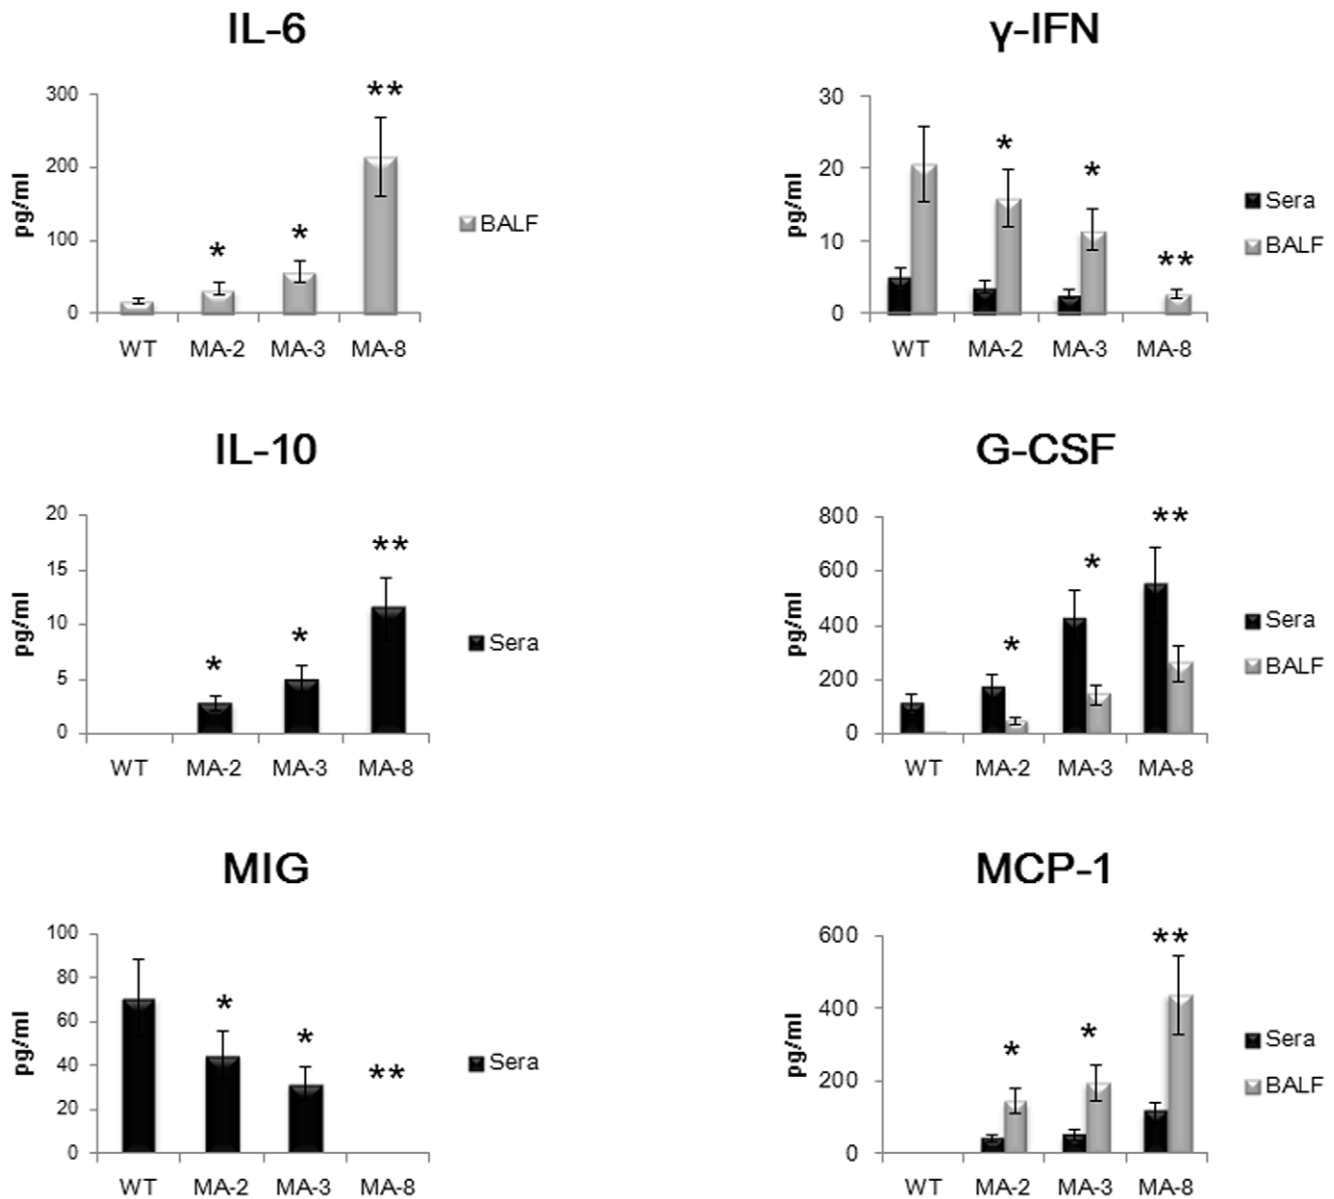 IL-6
300
200
100
0
pg/ml
*
*
**
WT MA-2 MA-3 MA-8
BALF
γ-IFN
30
20
10
0
pg/ml
*
*
**
WT MA-2 MA-3 MA-8
Sera
BALF
IL-10
20
15
10
5
0
pg/ml
*
*
**
WT MA-2 MA-3 MA-8
Sera
G-CSF
800
600
400
200
0
pg/ml
*
*
**
WT MA-2 MA-3 MA-8
Sera
BALF
MIG
100
80
60
40
20
0
pg/ml
*
*
**
WT MA-2 MA-3 MA-8
Sera
MCP-1
600
400
200
0
pg/ml
*
*
**
WT MA-2 MA-3 MA-8
Sera
BALF